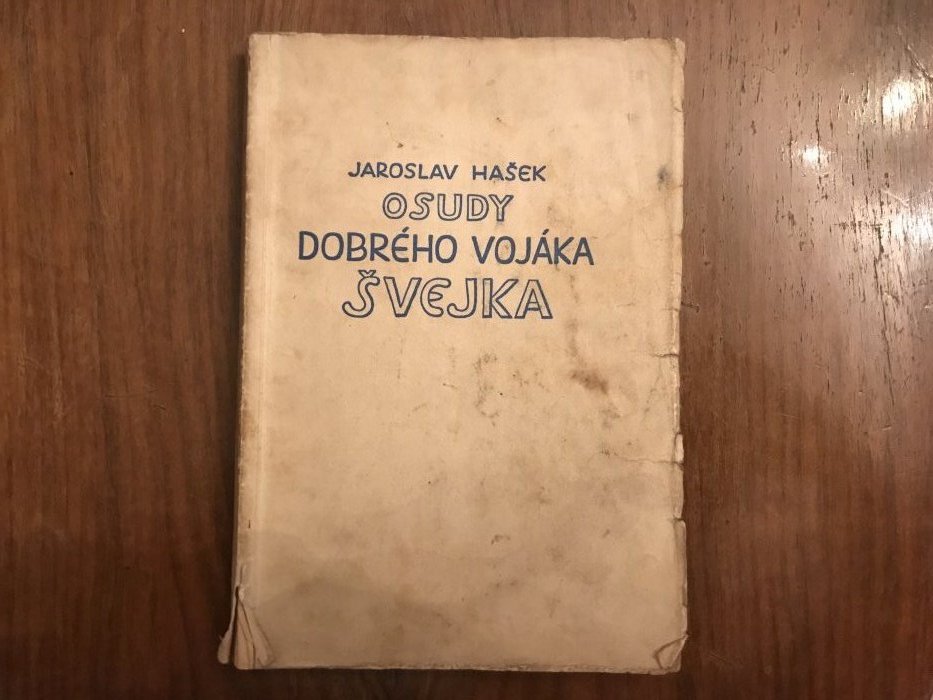 JAROSLAV HAŠEK
OSUDY
DOBRÉHO VOJÁKA
ŠVEJKA